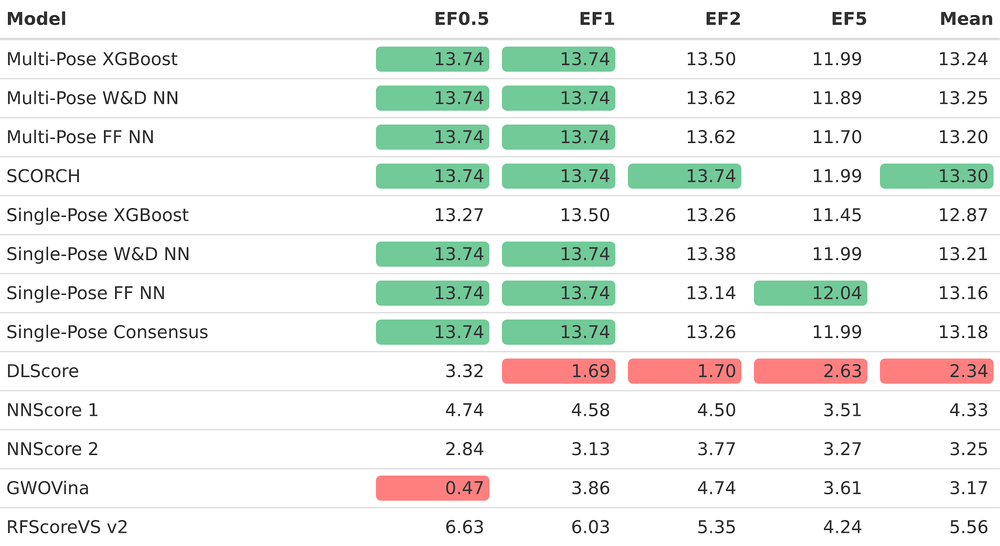 Model EF0.5 EF1 EF2 EF5 Mean
Multi-Pose XGBoost 13.74 13.74 13.50 11.99 13.24
Multi-Pose W&D NN 13.74 13.74 13.62 11.89 13.25
Multi-Pose FF NN 13.74 13.74 13.62 11.70 13.20
SCORCH 13.74 13.74 13.74 11.99 13.30
Single-Pose XGBoost 13.27 13.50 13.26 11.45 12.87
Single-Pose W&D NN 13.74 13.74 13.38 11.99 13.21
Single-Pose FF NN 13.74 13.74 13.14 12.04 13.16
Single-Pose Consensus 13.74 13.74 13.26 11.99 13.18
DLScore 3.32 1.69 1.70 2.63 2.34
NNScore 1 4.74 4.58 4.50 3.51 4.33
NNScore 2 2.84 3.13 3.77 3.27 3.25
GWOVina 0.47 3.86 4.74 3.61 3.17
RFScoreVS v2 6.63 6.03 5.35 4.24 5.56